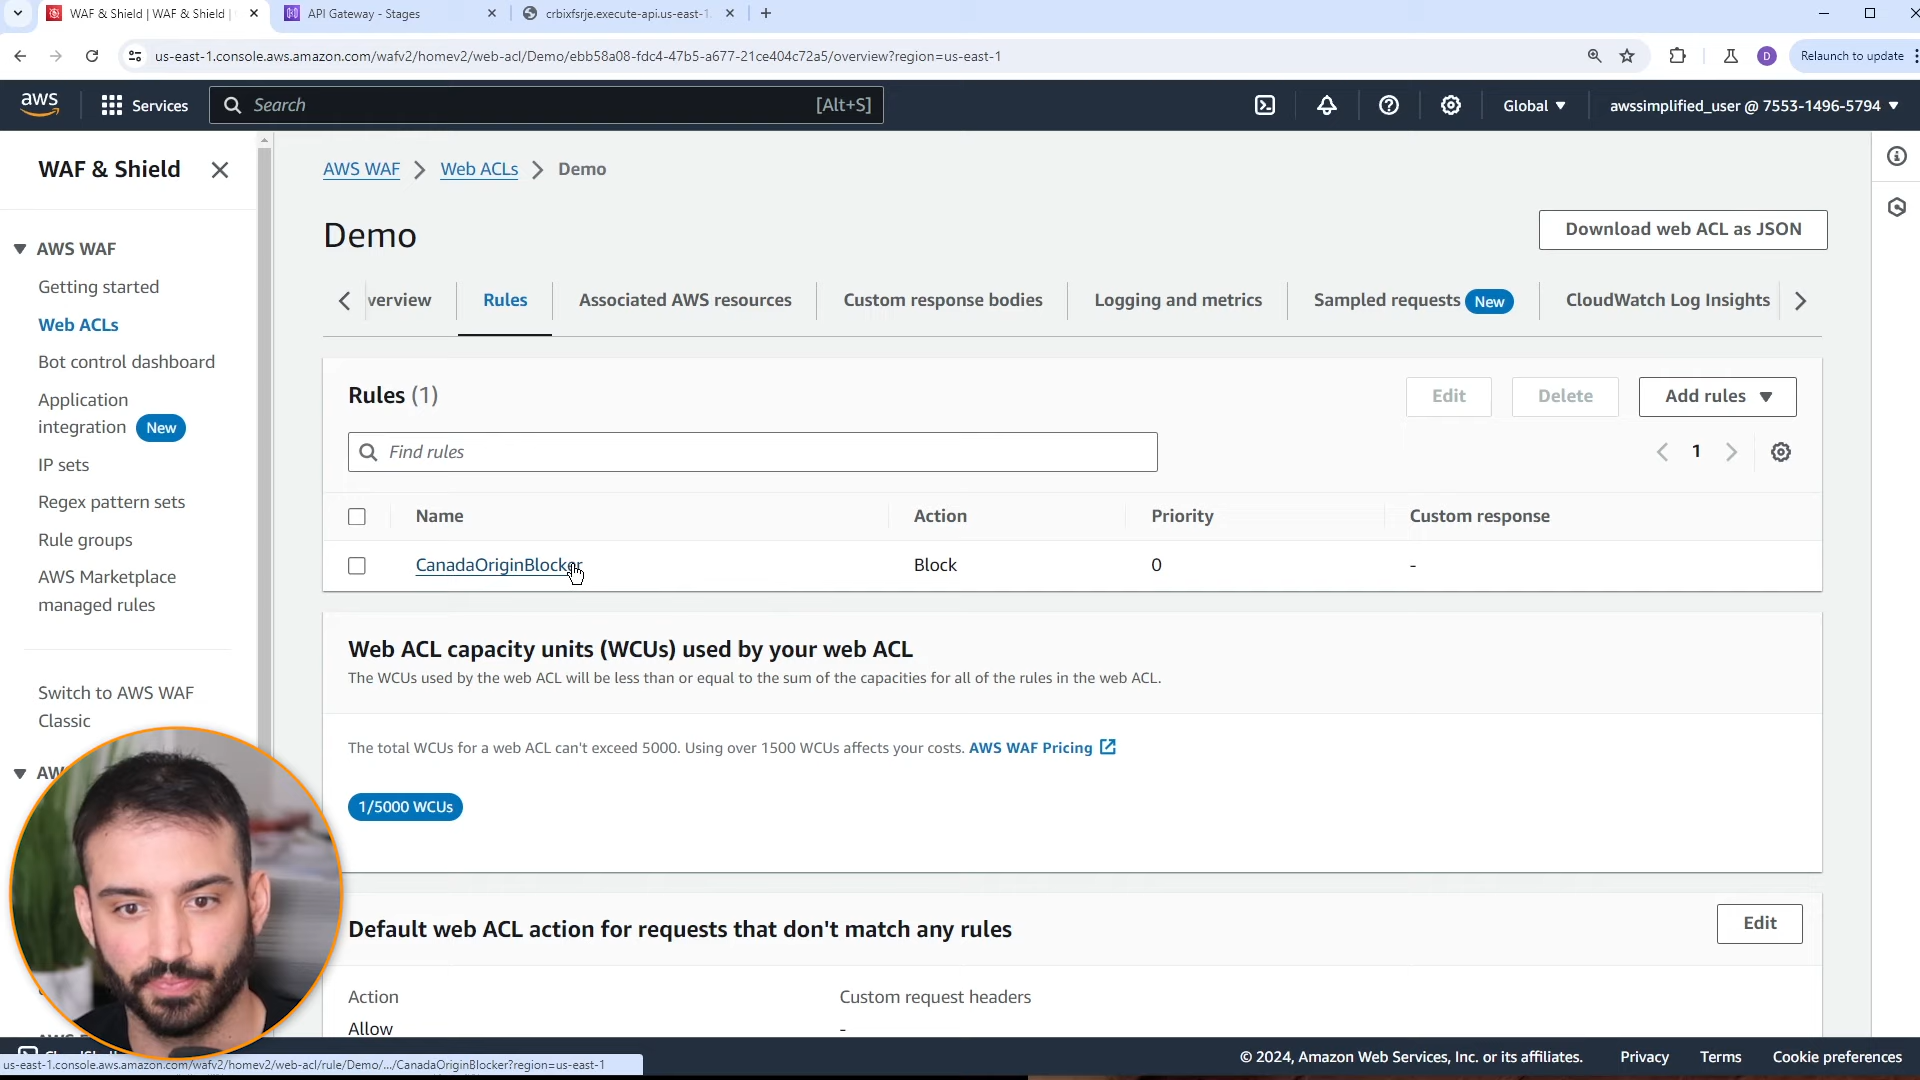 WAF & Shield | WAF & Shield |
API Gateway - Stages
crbixfsrje.execute-api.us-east-1
us-east-1.console.aws.amazon.com/wafv2/homev2/web-acl/Demo/ebb58a08-fdc4-47b5-a677-21ce404c72a5/overview?region=us-east-1
D
Relaunch to update
aws
Services
Search
[Alt+S]
Global
awssimplified_user @ 7553-1496-5794
WAF & Shield
AWS WAF
Getting started
Web ACLs
Bot control dashboard
Application
integration New
IP sets
Regex pattern sets
Rule groups
AWS Marketplace
managed rules
Switch to AWS WAF
Classic
AWS WAF > Web ACLs > Demo
Demo
Download web ACL as JSON
verview
Rules
Associated AWS resources
Custom response bodies
Logging and metrics
Sampled requests New
CloudWatch Log Insights
Rules (1)
Edit
Delete
Add rules
Find rules
1
Name
Action
Priority
Custom response
CanadaOriginBlocker
Block
0
-
Web ACL capacity units (WCUs) used by your web ACL
The WCUs used by the web ACL will be less than or equal to the sum of the capacities for all of the rules in the web ACL.
The total WCUs for a web ACL can't exceed 5000. Using over 1500 WCUs affects your costs. AWS WAF Pricing
1/5000 WCUs
Default web ACL action for requests that don't match any rules
Edit
Action
Custom request headers
Allow
-
© 2024, Amazon Web Services, Inc. or its affiliates.
Privacy
Terms
Cookie preferences
us-east-1.console.aws.amazon.com/wafv2/homev2/web-acl/rule/Demo/.../CanadaOriginBlocker?region=us-east-1